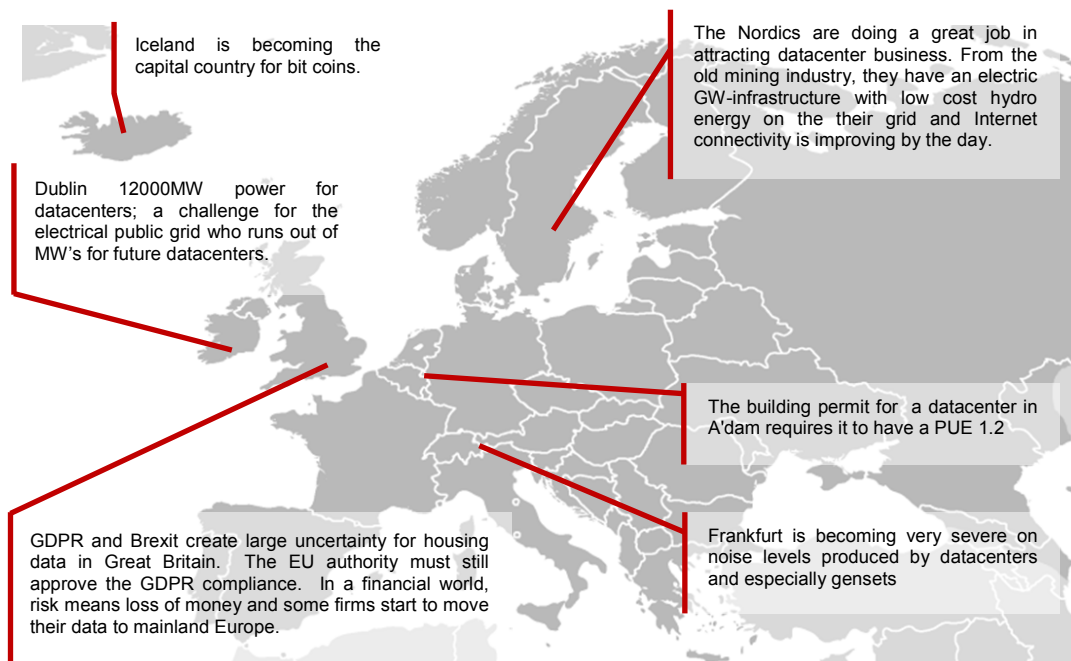 Iceland is becoming the
capital country for bit coins.
The Nordics are doing a great job in
attracting datacenter business. From the
old mining industry, they have an electric
GW-infrastructure with low cost hydro
energy on the their grid and Internet
connectivity is improving by the day.
Dublin 12000MW power for
datacenters; a challenge for the
electrical public grid who runs out of
MW's for future datacenters.
The building permit for a datacenter in
A'dam requires it to have a PUE 1.2
GDPR and Brexit create large uncertainty for housing
data in Great Britain. The EU authority must still
approve the GDPR compliance. In a financial world,
risk means loss of money and some firms start to move
their data to mainland Europe.
Frankfurt is becoming very severe on
noise levels produced by datacenters
and especially gensets